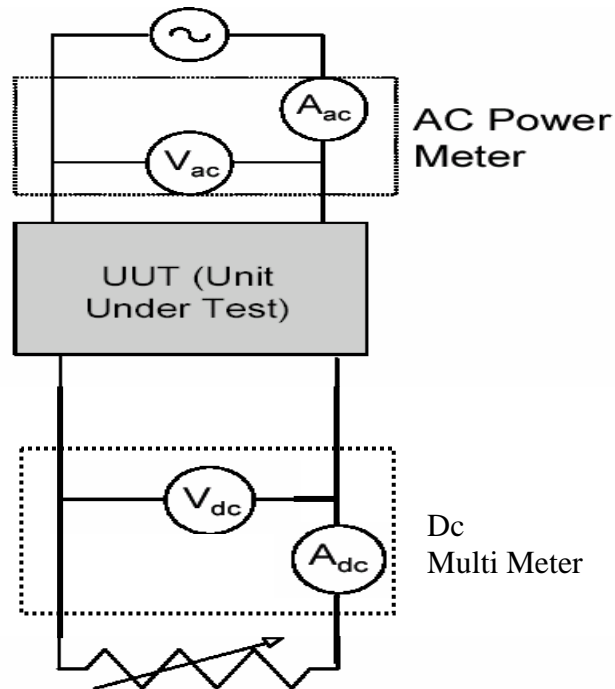 A_ac
V_ac
AC Power
Meter
UUT (Unit
Under Test)
V_dc
A_dc
Dc
Multi Meter